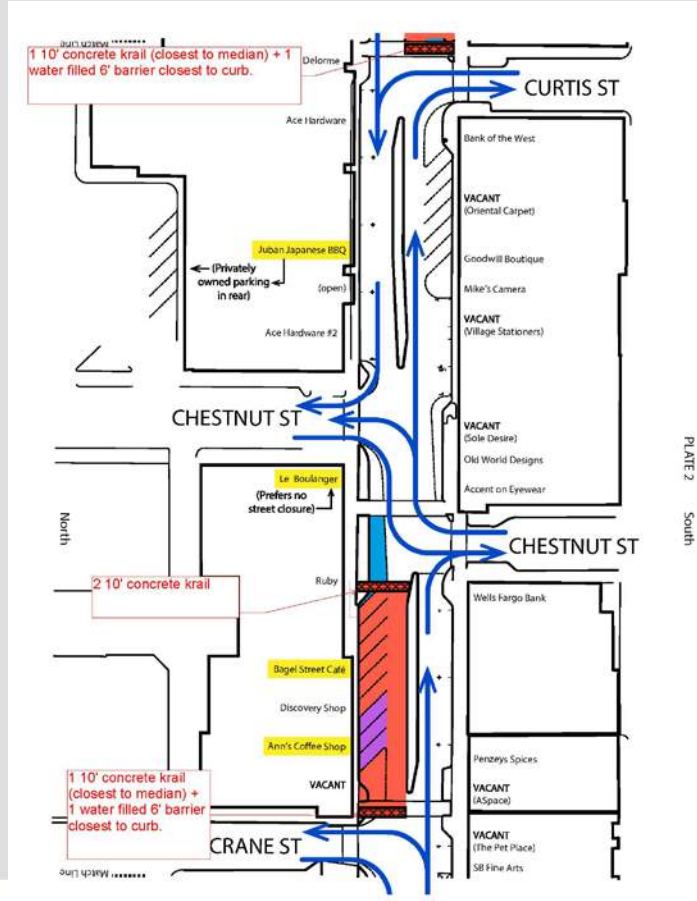 Match Line
1 10' concrete krail (closest to median) + 1
water filled 6' barrier closest to curb.
Delorme
CURTIS ST
Ace Hardware
Bank of the West
VACANT
(Oriental Carpet)
Juban Japanese BBQ
(Privately
owned parking
in rear)
Goodwill Boutique
(open)
Mike's Camera
Ace Hardware #2
VACANT
(Village Stationers)
CHESTNUT ST
VACANT
(Sole Desire)
Old World Designs
Accent on Eyewear
PLATE 2
South
Le Boulanger
(Prefers no
street closure)
North
CHESTNUT ST
Ruby
2 10' concrete krail
Wells Fargo Bank
Bagel Street Café
Discovery Shop
Ann's Coffee Shop
Penzeys Spices
1 10' concrete krail
(closest to median) +
1 water filled 6' barrier
closest to curb.
VACANT
VACANT
(ASpace)
CRANE ST
VACANT
(The Pet Place)
SB Fine Arts
Match Line